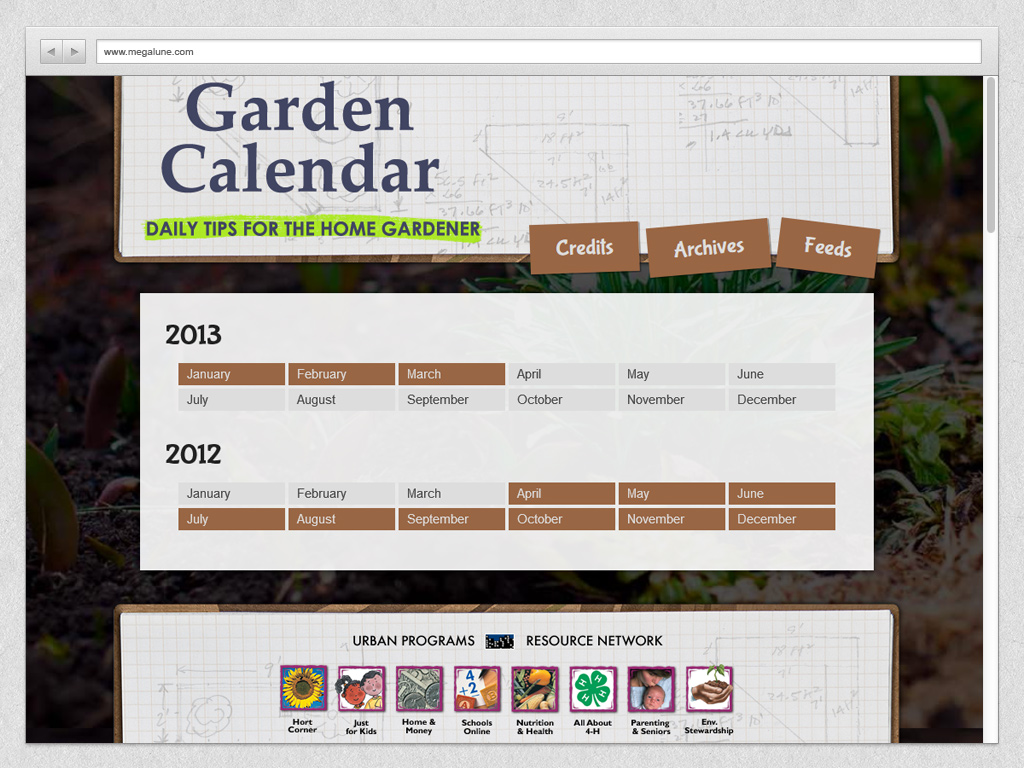 www.megalune.com
Garden
Calendar
DAILY TIPS FOR THE HOME GARDENER
Credits Archives Feeds
2013
January February March April May June
July August September October November December
2012
January February March April May June
July August September October November December
URBAN PROGRAMS RESOURCE NETWORK
Hort Corner
Just for Kids
Home & Money
Schools Online
Nutrition & Health
All About 4-H
Parenting & Seniors
Env. Stewardship